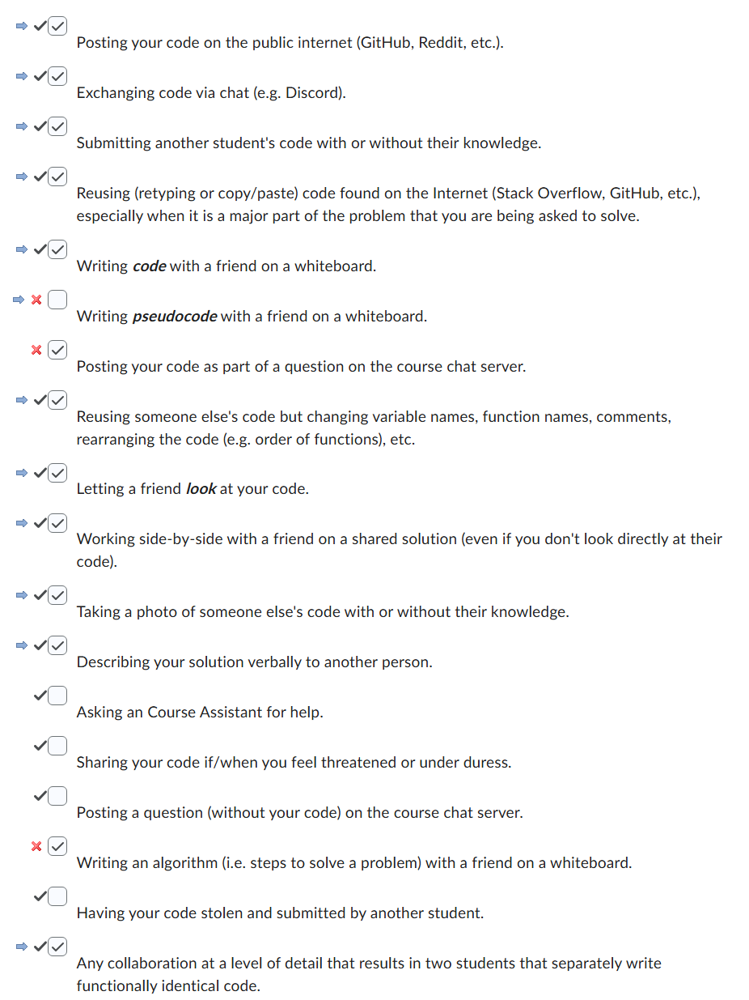 Posting your code on the public internet (GitHub, Reddit, etc.).
Exchanging code via chat (e.g. Discord).
Submitting another student's code with or without their knowledge.
Reusing (retyping or copy/paste) code found on the Internet (Stack Overflow, GitHub, etc.),
especially when it is a major part of the problem that you are being asked to solve.
Writing code with a friend on a whiteboard.
Writing pseudocode with a friend on a whiteboard.
Posting your code as part of a question on the course chat server.
Reusing someone else's code but changing variable names, function names, comments,
rearranging the code (e.g. order of functions), etc.
Letting a friend look at your code.
Working side-by-side with a friend on a shared solution (even if you don't look directly at their
code).
Taking a photo of someone else's code with or without their knowledge.
Describing your solution verbally to another person.
Asking an Course Assistant for help.
Sharing your code if/when you feel threatened or under duress.
Posting a question (without your code) on the course chat server.
Writing an algorithm (i.e. steps to solve a problem) with a friend on a whiteboard.
Having your code stolen and submitted by another student.
Any collaboration at a level of detail that results in two students that separately write
functionally identical code.